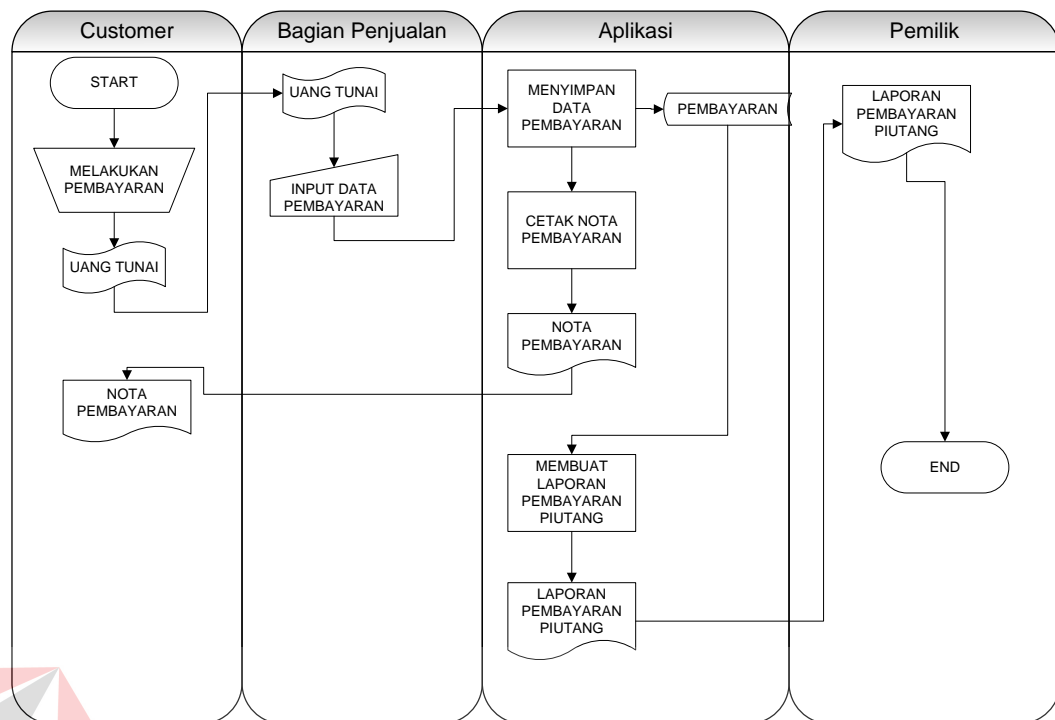 Customer
Bagian Penjualan
Aplikasi
Pemilik
START
MELAKUKAN
PEMBAYARAN
UANG TUNAI
NOTA
PEMBAYARAN
UANG TUNAI
INPUT DATA
PEMBAYARAN
MENYIMPAN
DATA
PEMBAYARAN
PEMBAYARAN
CETAK NOTA
PEMBAYARAN
NOTA
PEMBAYARAN
MEMBUAT
LAPORAN
PEMBAYARAN
PIUTANG
LAPORAN
PEMBAYARAN
PIUTANG
LAPORAN
PEMBAYARAN
PIUTANG
END